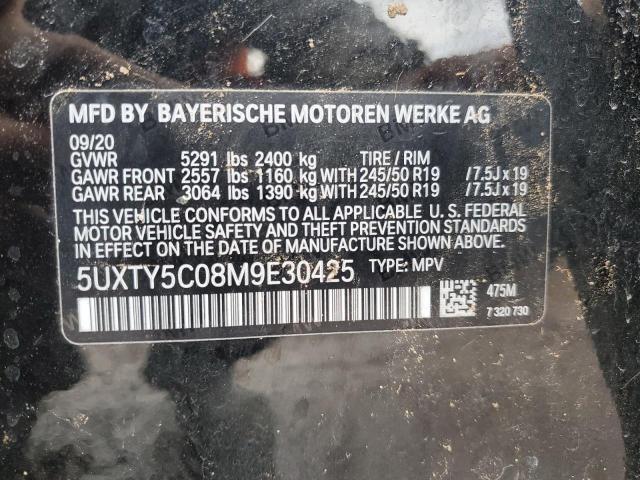 MFD BY BAYERISCHE MOTOREN WERKE AG
09/20
GVWR 5291 lbs 2400 kg TIRE / RIM
GAWR FRONT 2557 lbs 1160 kg WITH 245/50 R19 / 7.5J x 19
GAWR REAR 3064 lbs 1390 kg WITH 245/50 R19 / 7.5J x 19
THIS VEHICLE CONFORMS TO ALL APPLICABLE U. S. FEDERAL
MOTOR VEHICLE SAFETY AND THEFT PREVENTION STANDARDS
IN EFFECT ON THE DATE OF MANUFACTURE SHOWN ABOVE.
5UXTY5C08M9E30425 TYPE: MPV
475M
7 320 730